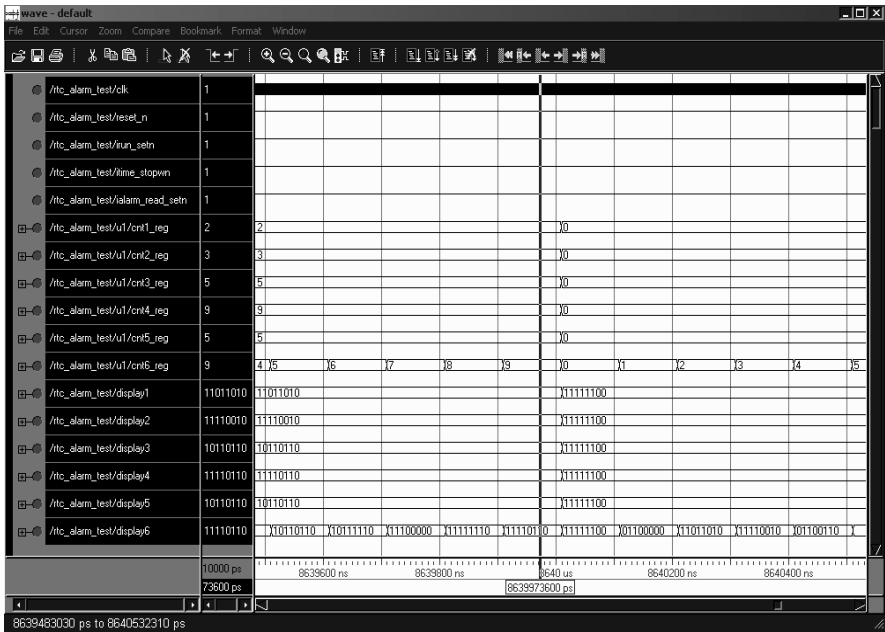 wave - default
File Edit Cursor Zoom Compare Bookmark Format Window
/rtc_alarm_test/clk 1
/rtc_alarm_test/reset_n 1
/rtc_alarm_test/irun_setn 1
/rtc_alarm_test/itime_stopwn 1
/rtc_alarm_test/ialarm_read_setn 1
/rtc_alarm_test/u1/cnt1_reg 2 2 0
/rtc_alarm_test/u1/cnt2_reg 3 3 0
/rtc_alarm_test/u1/cnt3_reg 5 5 0
/rtc_alarm_test/u1/cnt4_reg 9 9 0
/rtc_alarm_test/u1/cnt5_reg 5 5 0
/rtc_alarm_test/u1/cnt6_reg 9 4 5 6 7 8 9 0 1 2 3 4 5
/rtc_alarm_test/display1 11011010 11011010 11111100
/rtc_alarm_test/display2 11110010 11110010 11111100
/rtc_alarm_test/display3 10110110 10110110 11111100
/rtc_alarm_test/display4 11110110 11110110 11111100
/rtc_alarm_test/display5 10110110 10110110 11111100
/rtc_alarm_test/display6 11110110 10110110 10111110 11100000 11111110 11110110 11111100 01100000 11011010 11110010 01100110
10000 ps 8639600 ns 8639800 ns 8640 us 8640200 ns 8640400 ns
73600 ps 8639973600 ps
8639483030 ps to 8640532310 ps